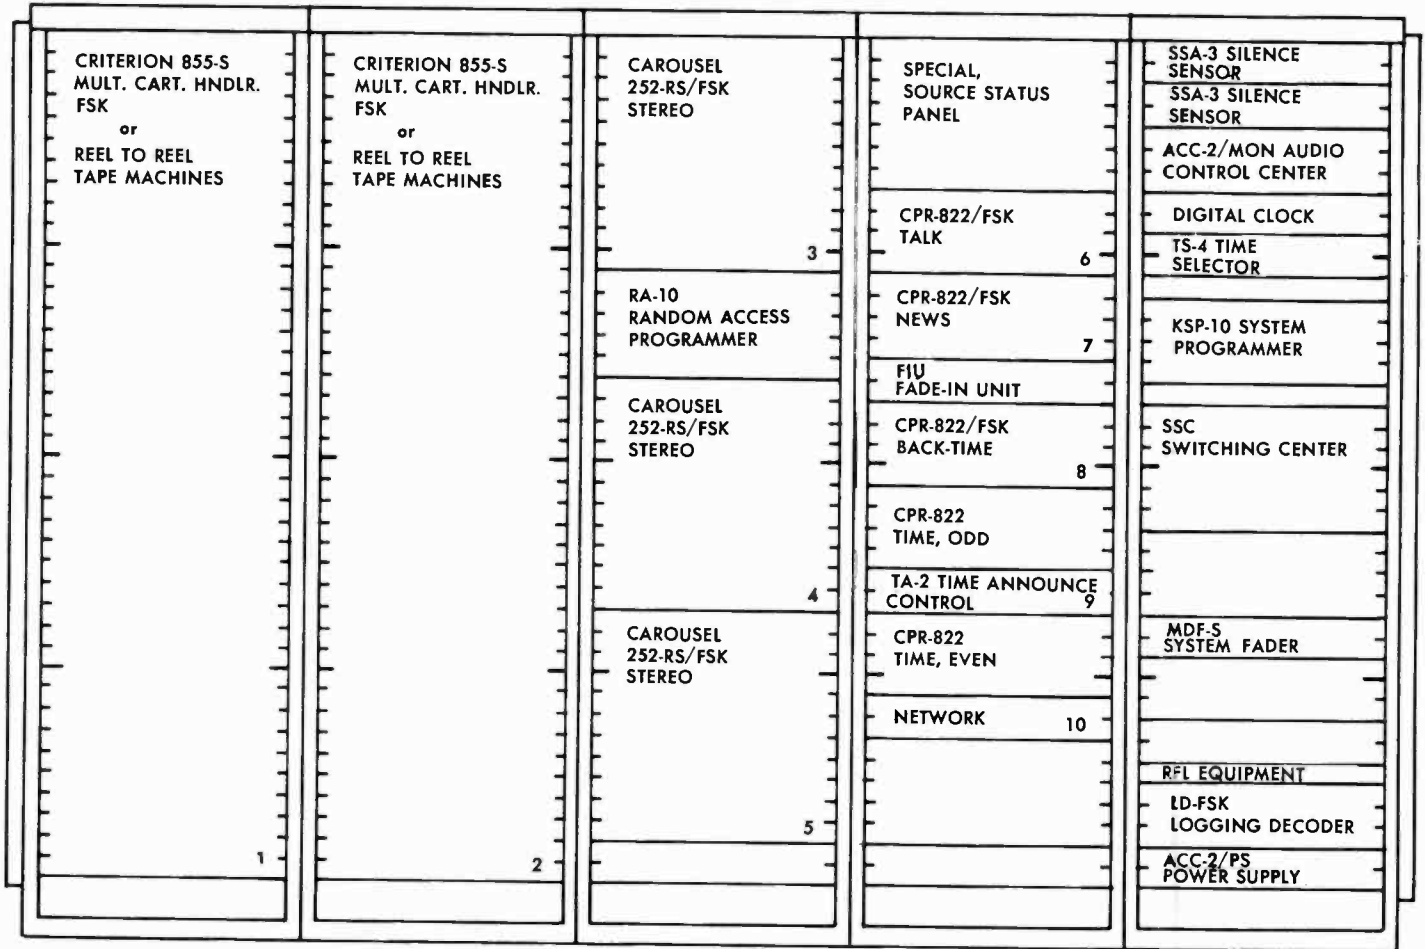 CRITERION 855-S
MULT. CART. HNDLR.
FSK
or
REEL TO REEL
TAPE MACHINES
1
CRITERION 855-S
MULT. CART. HNDLR.
FSK
or
REEL TO REEL
TAPE MACHINES
2
CAROUSEL
252-RS/FSK
STEREO
3
RA-10
RANDOM ACCESS
PROGRAMMER
CAROUSEL
252-RS/FSK
STEREO
4
CAROUSEL
252-RS/FSK
STEREO
5
SPECIAL,
SOURCE STATUS
PANEL
CPR-822/FSK
TALK
6
CPR-822/FSK
NEWS
7
FIU
FADE-IN UNIT
CPR-822/FSK
BACK-TIME
8
CPR-822
TIME, ODD
TA-2 TIME ANNOUNCE
CONTROL 9
CPR-822
TIME, EVEN
NETWORK 10
SSA-3 SILENCE
SENSOR
SSA-3 SILENCE
SENSOR
ACC-2/MON AUDIO
CONTROL CENTER
DIGITAL CLOCK
TS-4 TIME
SELECTOR
KSP-10 SYSTEM
PROGRAMMER
SSC
SWITCHING CENTER
MDF-S
SYSTEM FADER
RFL EQUIPMENT
LD-FSK
LOGGING DECODER
ACC-2/PS
POWER SUPPLY